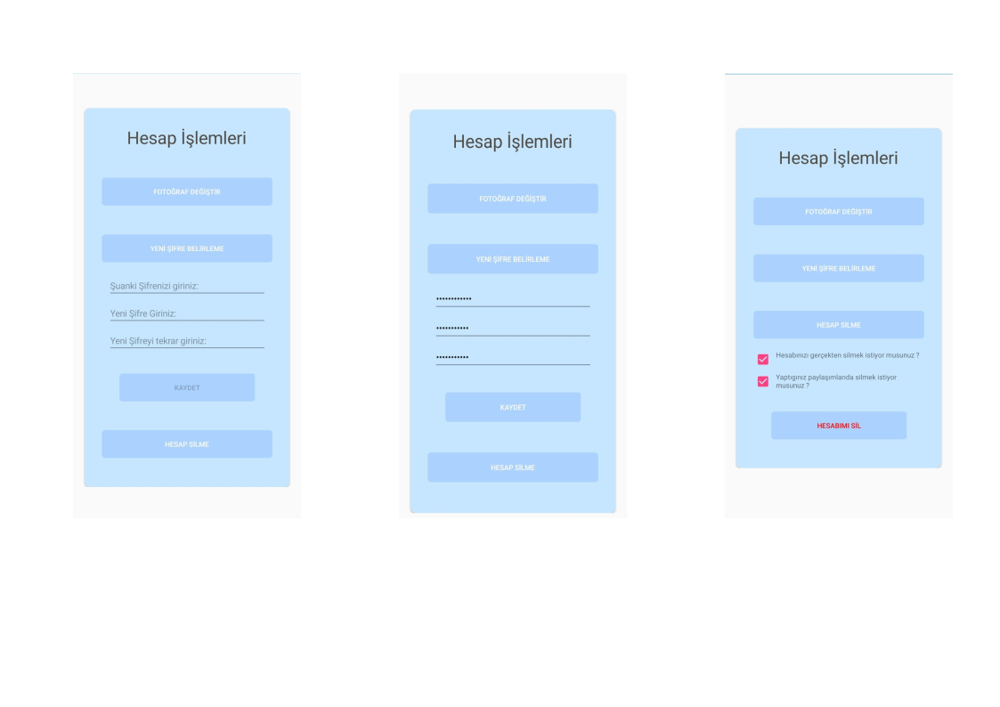 Hesap İşlemleri
FOTOĞRAF DEĞİŞTİR
YENİ ŞİFRE BELİRLEME
Şuanki Şifrenizi giriniz:
Yeni Şifre Giriniz:
Yeni Şifreyi tekrar giriniz:
KAYDET
HESAP SİLME
Hesap İşlemleri
FOTOĞRAF DEĞİŞTİR
YENİ ŞİFRE BELİRLEME
••••••••••••
•••••••••••
•••••••••••
KAYDET
HESAP SİLME
Hesap İşlemleri
FOTOĞRAF DEĞİŞTİR
YENİ ŞİFRE BELİRLEME
HESAP SİLME
Hesabınızı gerçekten silmek istiyor musunuz ?
Yaptıgınız paylaşımlarıda silmek istiyor
musunuz ?
HESABIMI SİL